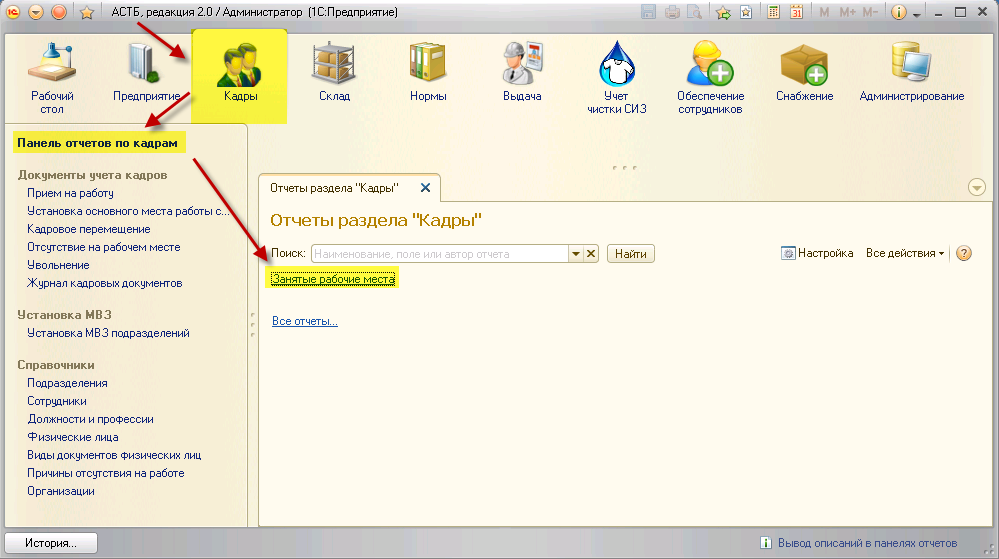 АСТБ, редакция 2.0 / Администратор (1С:Предприятие)
M M+ M-
Рабочий стол
Предприятие
Кадры
Склад
Нормы
Выдача
Учет чистки СИЗ
Обеспечение сотрудников
Снабжение
Администрирование
Панель отчетов по кадрам
Документы учета кадров
Прием на работу
Установка основного места работы с...
Кадровое перемещение
Отсутствие на рабочем месте
Увольнение
Журнал кадровых документов
Установка МВЗ
Установка МВЗ подразделений
Справочники
Подразделения
Сотрудники
Должности и профессии
Физические лица
Виды документов физических лиц
Причины отсутствия на работе
Организации
Отчеты раздела "Кадры"
Отчеты раздела "Кадры"
Поиск: Наименование, поле или автор отчета Найти Настройка Все действия
Занятые рабочие места
Все отчеты...
История... Вывод описаний в панелях отчетов